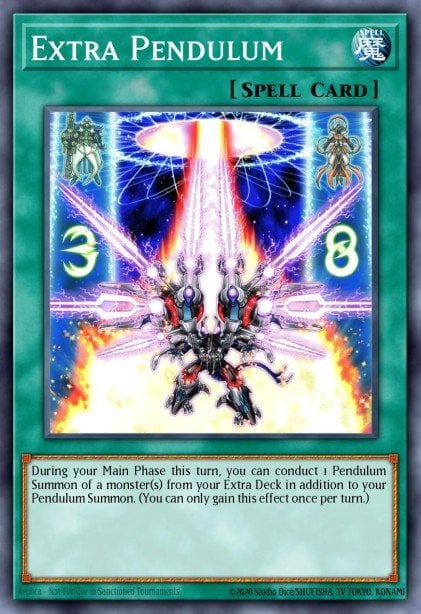 EXTRA PENDULUM
SPELL
魔
[SPELL CARD]
3 8
During your Main Phase this turn, you can conduct 1 Pendulum
Summon of a monster(s) from your Extra Deck in addition to your
your Pendulum Summon. (You can only gain this effect once per turn.)
Replica - Not For Use in Sanctioned Tournaments
©2020 Studio Dice/SHUEISHA, TV TOKYO, KONAMI